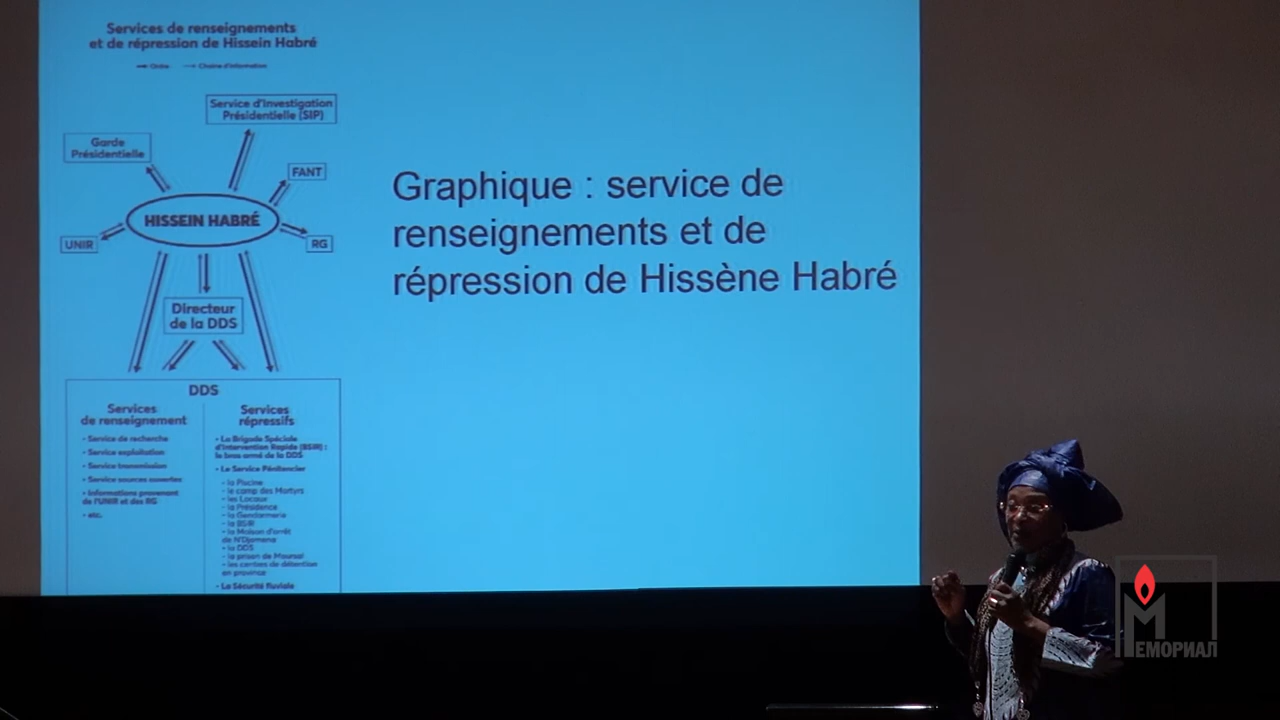 Services de renseignements
et de répression de Hissein Habré
Ordre
Chaine d'information
Service d'Investigation
Présidentielle (SIP)
Garde
Présidentielle
FANT
HISSEIN HABRÉ
UNIR
RG
Directeur
de la DDS
DDS
Services
de renseignement
- Service de recherche
- Service exploitation
- Service transmission
- Service sources ouvertes
- Informations provenant
de l'UNIR et des RG
- etc.
Services
répressifs
- La Brigade Spéciale
d'Intervention Rapide (BSIR) :
le bras armé de la DDS
- Le Service Pénitencier
- la Piscine
- le camp des Martyrs
- les Locaux
- la Présidence
- la Gendarmerie
- la BSIR
- la Maison d'arrêt
de N'Djamena
- la DDS
- la prison de Moursal
- les centres de détention
en province
- La Sécurité fluviale
Graphique : service de
renseignements et de
répression de Hissène Habré
МЕМОРИАЛ